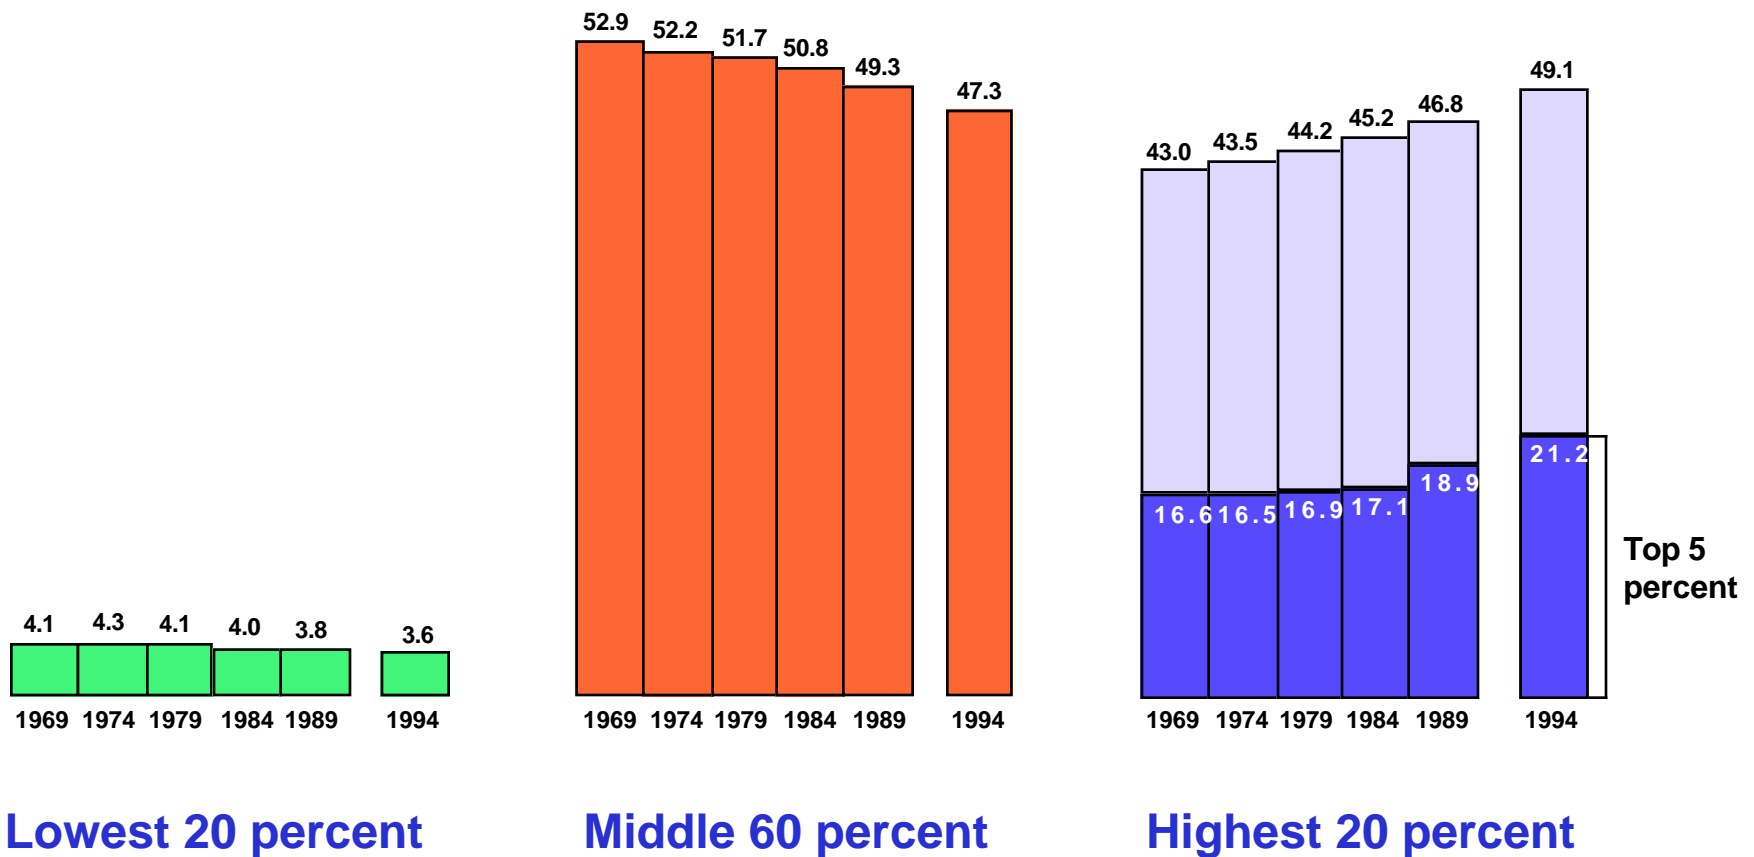 4.1 4.3 4.1 4.0 3.8 3.6
1969 1974 1979 1984 1989 1994
Lowest 20 percent
52.9 52.2 51.7 50.8 49.3 47.3
1969 1974 1979 1984 1989 1994
Middle 60 percent
43.0 43.5 44.2 45.2 46.8 49.1
16.6 16.5 16.9 17.1 18.9 21.2
Top 5
percent
1969 1974 1979 1984 1989 1994
Highest 20 percent